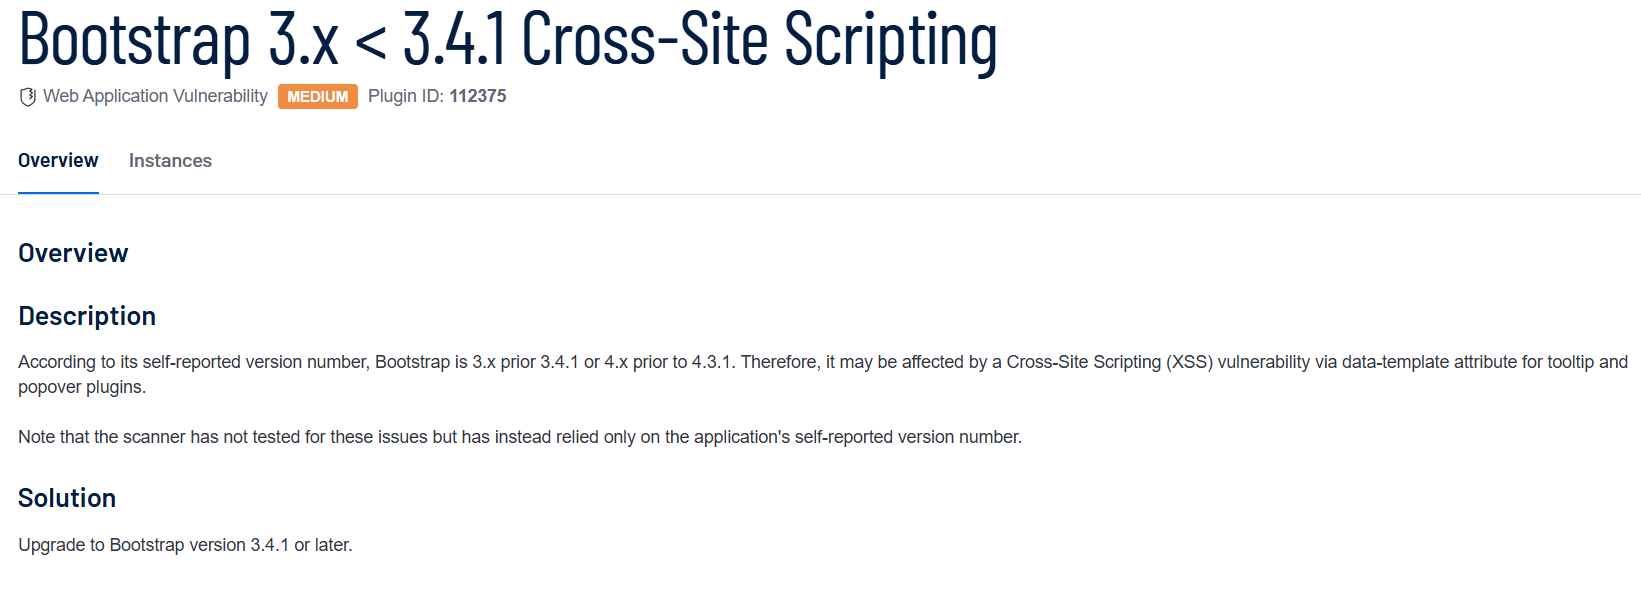 Bootstrap 3.x < 3.4.1 Cross-Site Scripting
Web Application Vulnerability MEDIUM Plugin ID: 112375
Overview Instances
Overview
Description
According to its self-reported version number, Bootstrap is 3.x prior 3.4.1 or 4.x prior to 4.3.1. Therefore, it may be affected by a Cross-Site Scripting (XSS) vulnerability via data-template attribute for tooltip and
popover plugins.
Note that the scanner has not tested for these issues but has instead relied only on the application's self-reported version number.
Solution
Upgrade to Bootstrap version 3.4.1 or later.